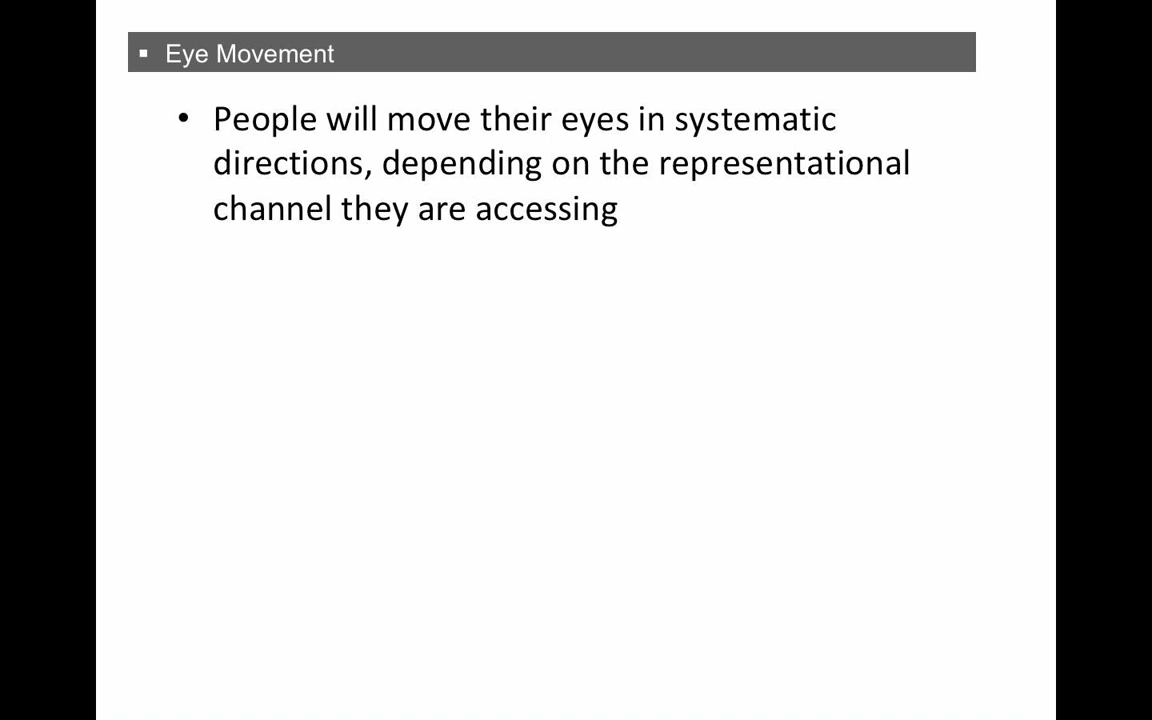 ▪ Eye Movement
• People will move their eyes in systematic
directions, depending on the representational
channel they are accessing